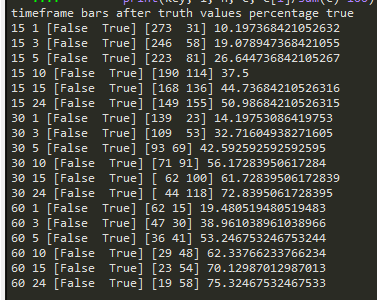 print(key, i, n, c, c[1]/sum(c)*100)
timeframe bars after truth values percentage true
15 1 [False  True] [273  31] 10.197368421052632
15 3 [False  True] [246  58] 19.078947368421055
15 5 [False  True] [223  81] 26.644736842105267
15 10 [False  True] [190 114] 37.5
15 15 [False  True] [168 136] 44.73684210526316
15 24 [False  True] [149 155] 50.98684210526315
30 1 [False  True] [139  23] 14.19753086419753
30 3 [False  True] [109  53] 32.71604938271605
30 5 [False  True] [93 69] 42.592592592592595
30 10 [False  True] [71 91] 56.17283950617284
30 15 [False  True] [ 62 100] 61.72839506172839
30 24 [False  True] [ 44 118] 72.8395061728395
60 1 [False  True] [62 15] 19.480519480519483
60 3 [False  True] [47 30] 38.961038961038966
60 5 [False  True] [36 41] 53.246753246753244
60 10 [False  True] [29 48] 62.33766233766234
60 15 [False  True] [23 54] 70.12987012987013
60 24 [False  True] [19 58] 75.32467532467533